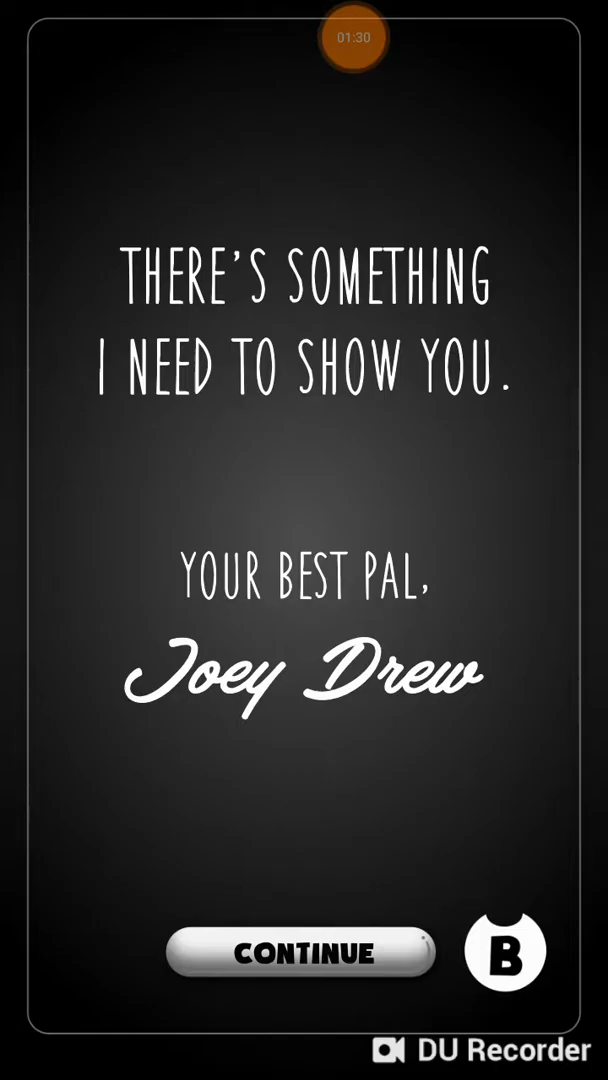 01:30
THERE'S SOMETHING
I NEED TO SHOW YOU.
YOUR BEST PAL,
Joey Drew
CONTINUE
B
DU Recorder